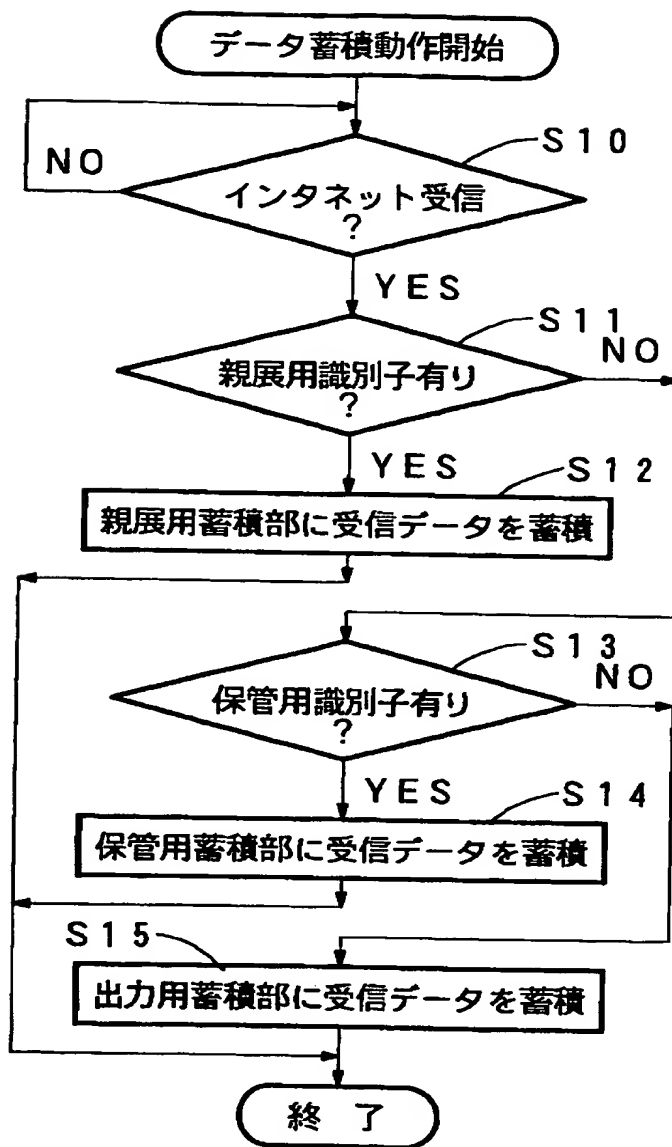 データ蓄積動作開始
S10
NO
インタネット受信
?
YES
S11
NO
親展用識別子有り
?
YES
S12
親展用蓄積部に受信データを蓄積
S13
NO
保管用識別子有り
?
YES
S14
保管用蓄積部に受信データを蓄積
S15
出力用蓄積部に受信データを蓄積
終了